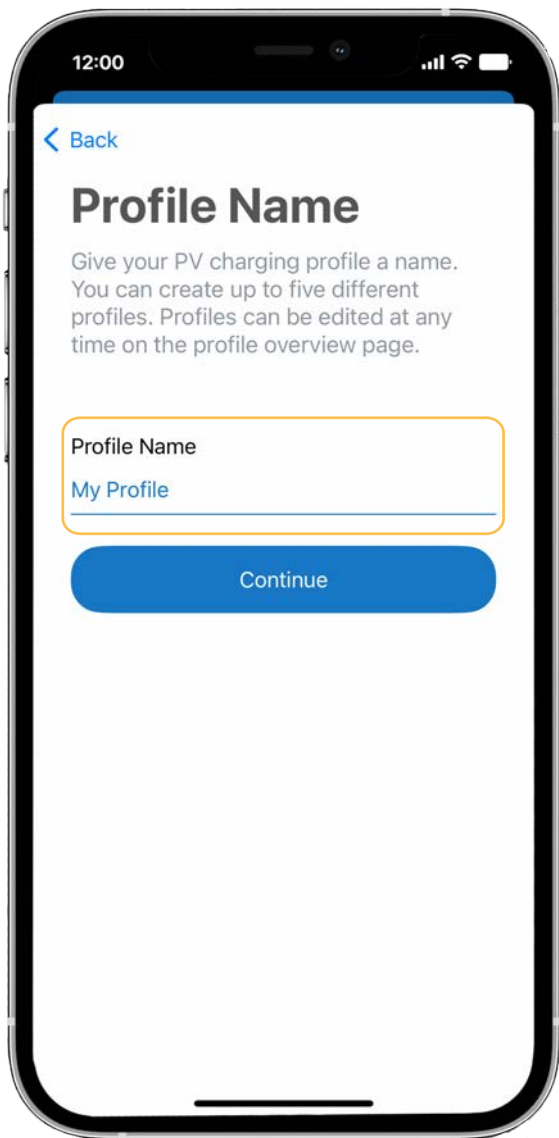 12:00
Back
Profile Name
Give your PV charging profile a name.
You can create up to five different
profiles. Profiles can be edited at any
time on the profile overview page.
Profile Name
My Profile
Continue